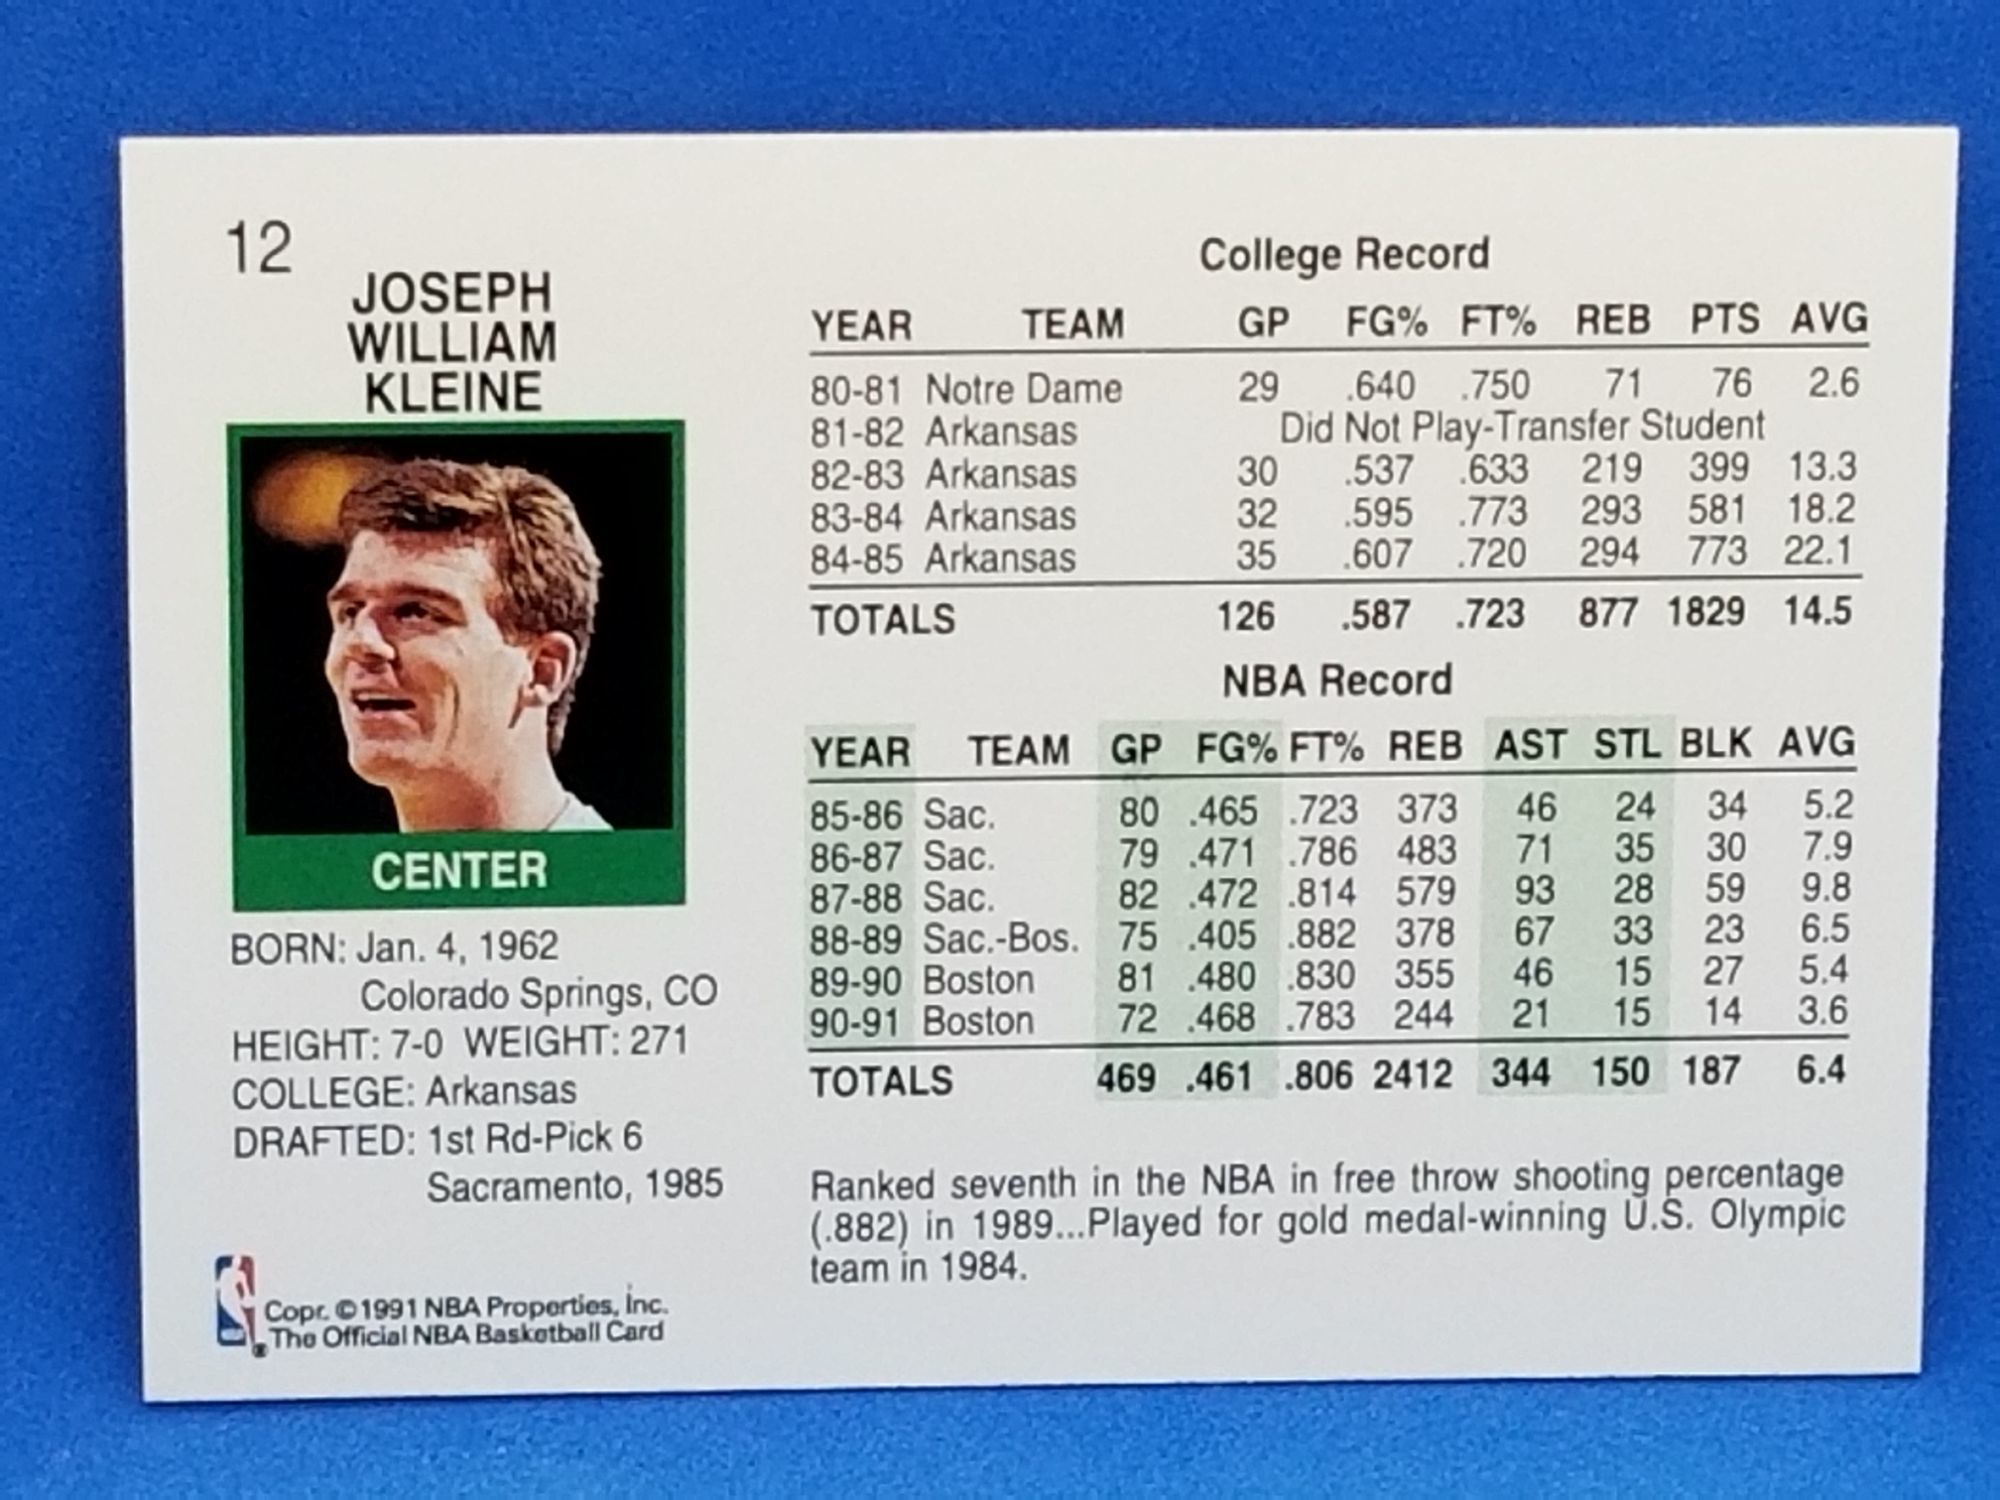 12
JOSEPH
WILLIAM
KLEINE
CENTER
BORN: Jan. 4, 1962
Colorado Springs, CO
HEIGHT: 7-0 WEIGHT: 271
COLLEGE: Arkansas
DRAFTED: 1st Rd-Pick 6
Sacramento, 1985
Copr. ©1991 NBA Properties, Inc.
The Official NBA Basketball Card
College Record
YEAR TEAM GP FG% FT% REB PTS AVG
80-81 Notre Dame 29 .640 .750 71 76 2.6
81-82 Arkansas Did Not Play-Transfer Student
82-83 Arkansas 30 .537 .633 219 399 13.3
83-84 Arkansas 32 .595 .773 293 581 18.2
84-85 Arkansas 35 .607 .720 294 773 22.1
TOTALS 126 .587 .723 877 1829 14.5
NBA Record
YEAR TEAM GP FG% FT% REB AST STL BLK AVG
85-86 Sac. 80 .465 .723 373 46 24 34 5.2
86-87 Sac. 79 .471 .786 483 71 35 30 7.9
87-88 Sac. 82 .472 .814 579 93 28 59 9.8
88-89 Sac.-Bos. 75 .405 .882 378 67 33 23 6.5
89-90 Boston 81 .480 .830 355 46 15 27 5.4
90-91 Boston 72 .468 .783 244 21 15 14 3.6
TOTALS 469 .461 .806 2412 344 150 187 6.4
Ranked seventh in the NBA in free throw shooting percentage
(.882) in 1989...Played for gold medal-winning U.S. Olympic
team in 1984.